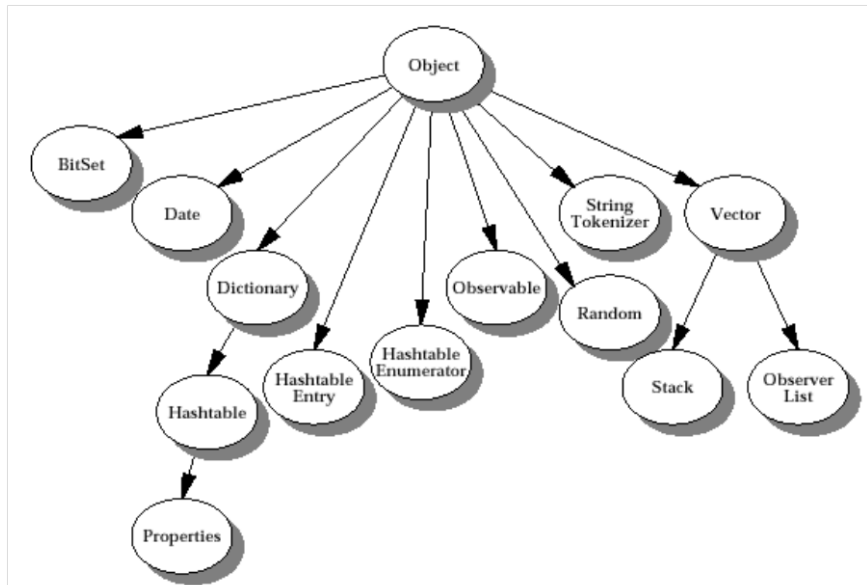 Object
BitSet
Date
String
Tokenizer
Vector
Dictionary
Observable
Random
Hashtable
Enumerator
Hashtable
Entry
Stack
Observer
List
Hashtable
Properties